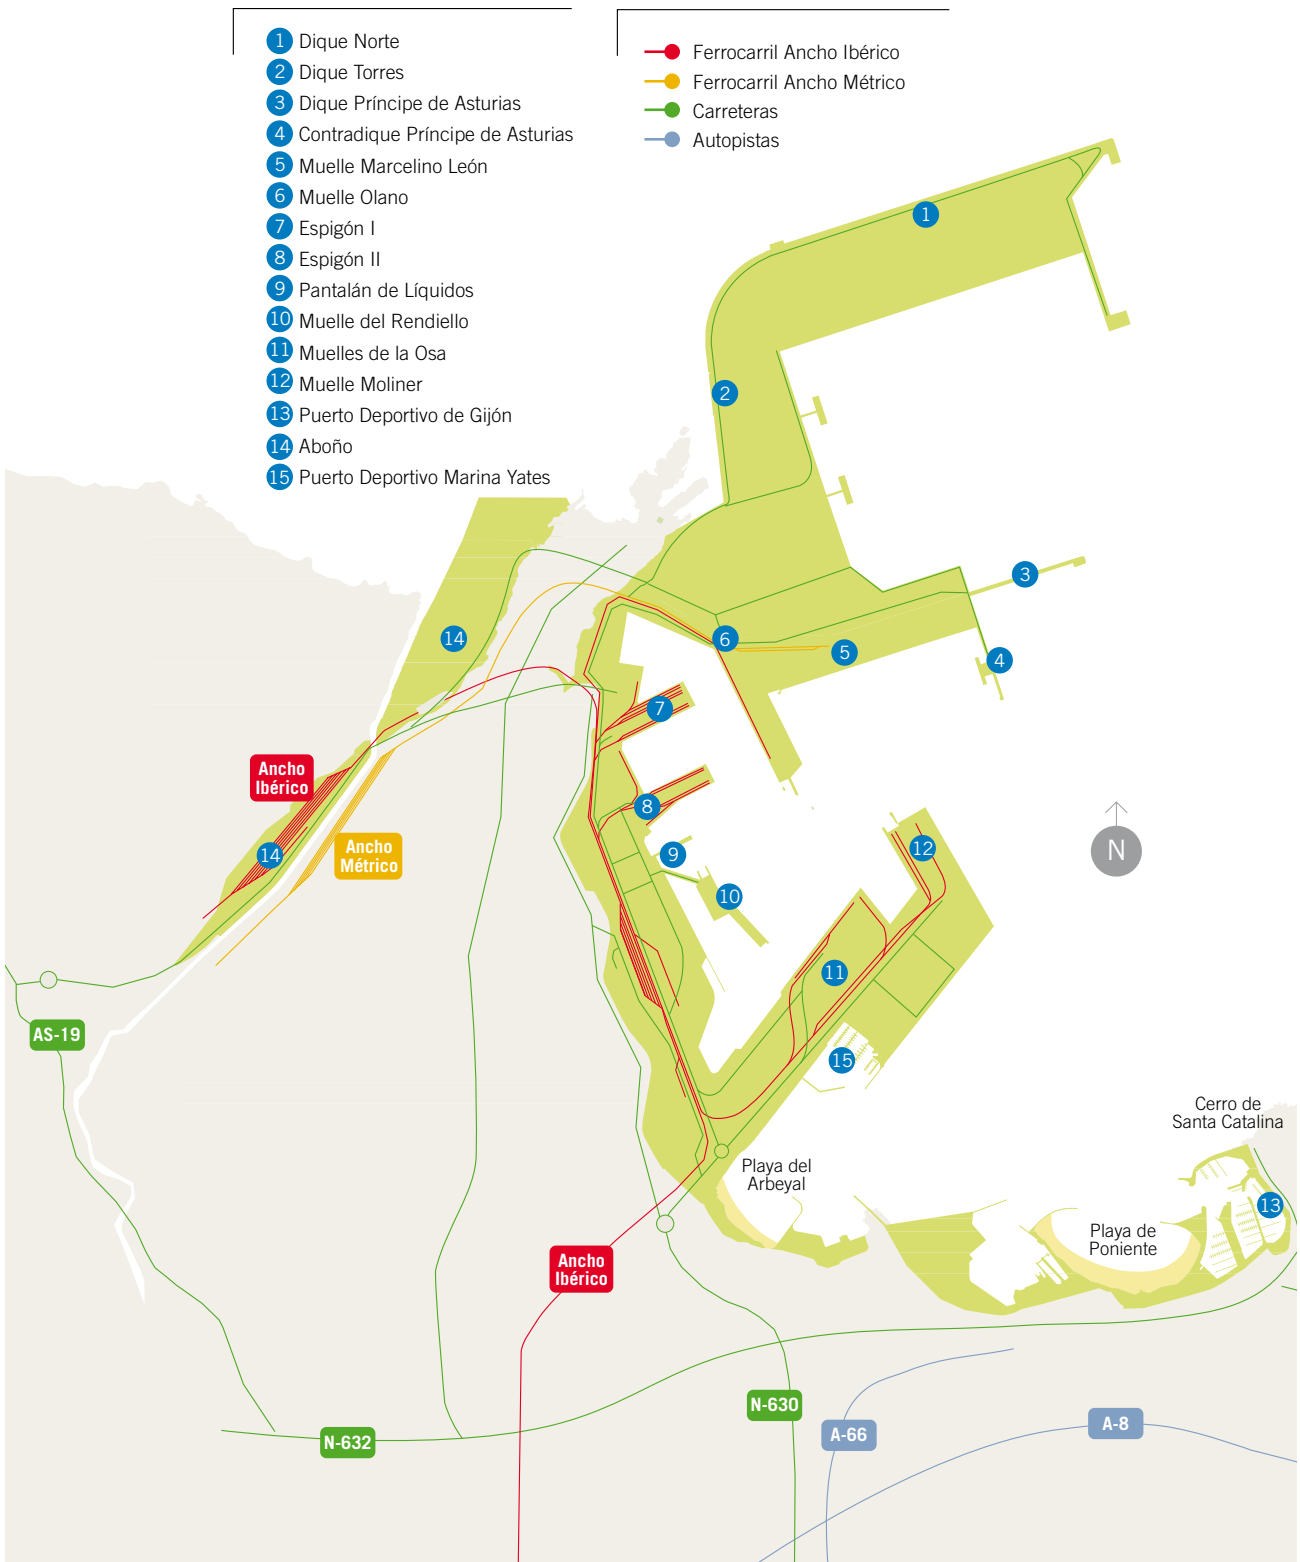 1 Dique Norte
2 Dique Torres
3 Dique Príncipe de Asturias
4 Contradique Príncipe de Asturias
5 Muelle Marcelino León
6 Muelle Olano
7 Espigón I
8 Espigón II
9 Pantalán de Líquidos
10 Muelle del Rendiello
11 Muelles de la Osa
12 Muelle Moliner
13 Puerto Deportivo de Gijón
14 Aboño
15 Puerto Deportivo Marina Yates
Ferrocarril Ancho Ibérico
Ferrocarril Ancho Métrico
Carreteras
Autopistas
1
2
3
6
14
5
4
7
Ancho
Ibérico
8
14
Ancho
Métrico
9
12
N
10
11
AS-19
15
Cerro de
Santa Catalina
Playa del
Arbeyal
13
Playa de
Poniente
Ancho
Ibérico
N-630
A-66
A-8
N-632